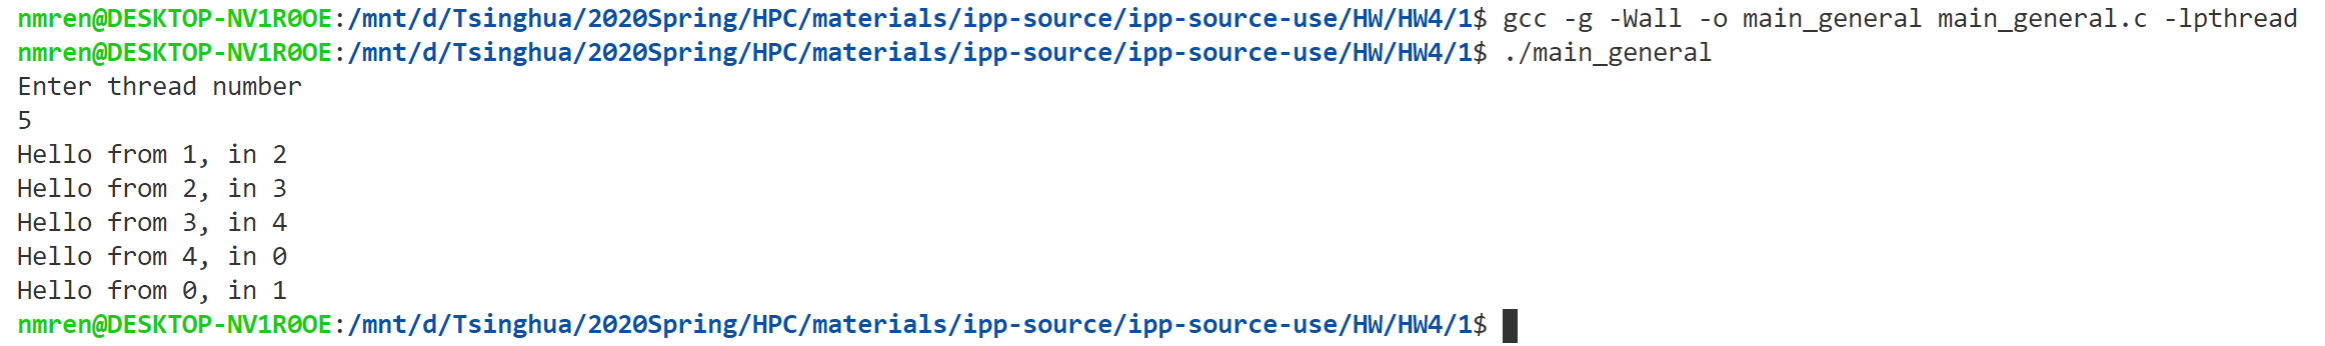 nmren@DESKTOP-NV1R0OE:/mnt/d/Tsinghua/2020Spring/HPC/materials/ipp-source/ipp-source-use/HW/HW4/1$ gcc -g -Wall -o main_general main_general.c -lpthread
nmren@DESKTOP-NV1R0OE:/mnt/d/Tsinghua/2020Spring/HPC/materials/ipp-source/ipp-source-use/HW/HW4/1$ ./main_general
Enter thread number
5
Hello from 1, in 2
Hello from 2, in 3
Hello from 3, in 4
Hello from 4, in 0
Hello from 0, in 1
nmren@DESKTOP-NV1R0OE:/mnt/d/Tsinghua/2020Spring/HPC/materials/ipp-source/ipp-source-use/HW/HW4/1$